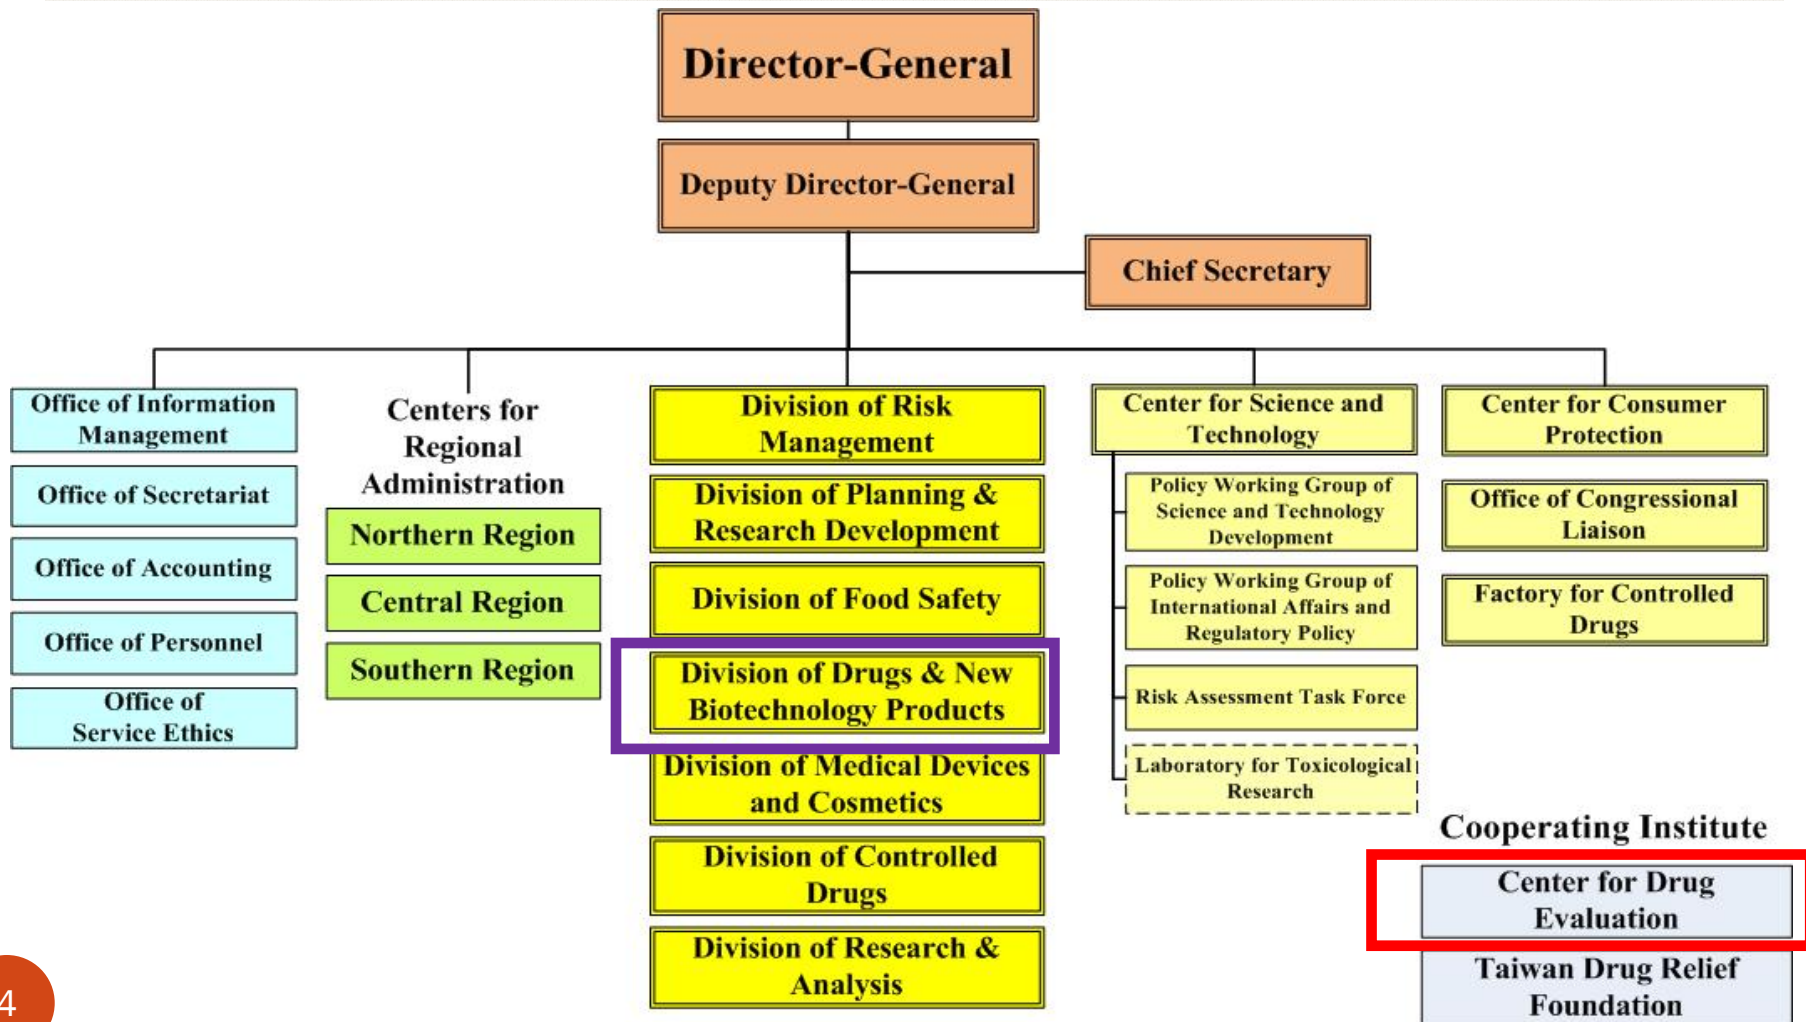 Director-General
Deputy Director-General
Chief Secretary
Office of Information
Management
Office of Secretariat
Office of Accounting
Office of Personnel
Office of
Service Ethics
Centers for
Regional
Administration
Northern Region
Central Region
Southern Region
Division of Risk
Management
Division of Planning &
Research Development
Division of Food Safety
Division of Drugs & New
Biotechnology Products
Division of Medical Devices
and Cosmetics
Division of Controlled
Drugs
Division of Research &
Analysis
Center for Science and
Technology
Policy Working Group of
Science and Technology
Development
Policy Working Group of
International Affairs and
Regulatory Policy
Risk Assessment Task Force
Laboratory for Toxicological
Research
Center for Consumer
Protection
Office of Congressional
Liaison
Factory for Controlled
Drugs
Cooperating Institute
Center for Drug
Evaluation
Taiwan Drug Relief
Foundation
4